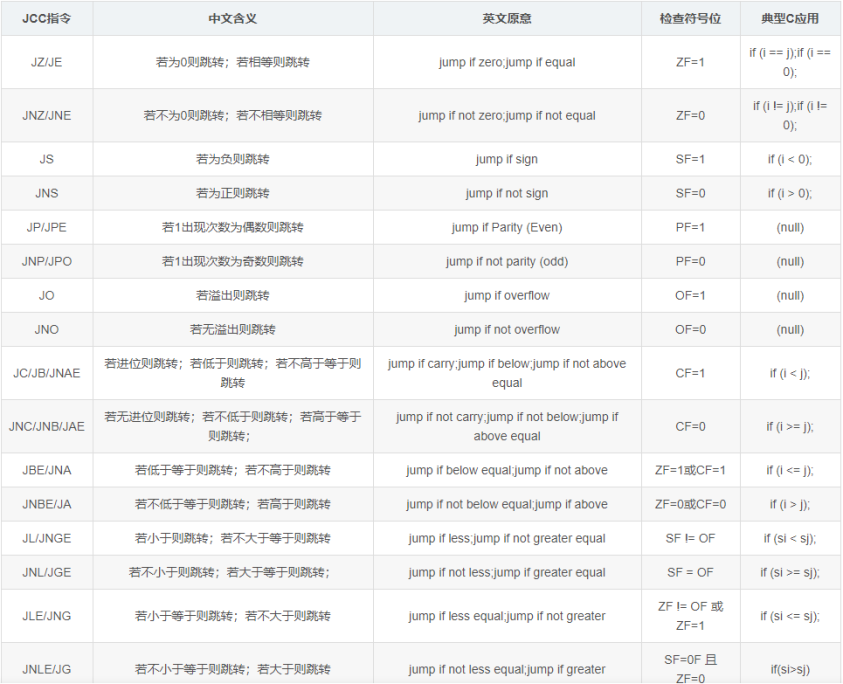 JCC指令 中文含义 英文原意 检查符号位 典型C应用
JZ/JE 若为0则跳转；若相等则跳转 jump if zero;jump if equal ZF=1 if (i == j);if (i ==
0);
JNZ/JNE 若不为0则跳转；若不相等则跳转 jump if not zero;jump if not equal ZF=0 if (i != j);if (i !=
0);
JS 若为负则跳转 jump if sign SF=1 if (i < 0);
JNS 若为正则跳转 jump if not sign SF=0 if (i > 0);
JP/JPE 若1出现次数为偶数则跳转 jump if Parity (Even) PF=1 (null)
JNP/JPO 若1出现次数为奇数则跳转 jump if not parity (odd) PF=0 (null)
JO 若溢出则跳转 jump if overflow OF=1 (null)
JNO 若无溢出则跳转 jump if not overflow OF=0 (null)
JC/JB/JNAE 若进位则跳转；若低于则跳转；若不高于等于则
跳转 jump if carry;jump if below;jump if not above
equal CF=1 if (i < j);
JNC/JNB/JAE 若无进位则跳转；若不低于则跳转；若高于等于
则跳转； jump if not carry;jump if not below;jump if
above equal CF=0 if (i >= j);
JBE/JNA 若低于等于则跳转；若不高于则跳转 jump if below equal;jump if not above ZF=1或CF=1 if (i <= j);
JNBE/JA 若不低于等于则跳转；若高于则跳转 jump if not below equal;jump if above ZF=0或CF=0 if (i > j);
JL/JNGE 若小于则跳转；若不大于等于则跳转 jump if less;jump if not greater equal SF != OF if (si < sj);
JNL/JGE 若不小于则跳转；若大于等于则跳转； jump if not less;jump if greater equal SF = OF if (si >= sj);
JLE/JNG 若小于等于则跳转；若不大于则跳转 jump if less equal;jump if not greater ZF != OF 或
ZF=1 if (si <= sj);
JNLE/JG 若不小于等于则跳转；若大于则跳转 jump if not less equal;jump if greater SF=0F 且
ZF=0 if(si>sj)